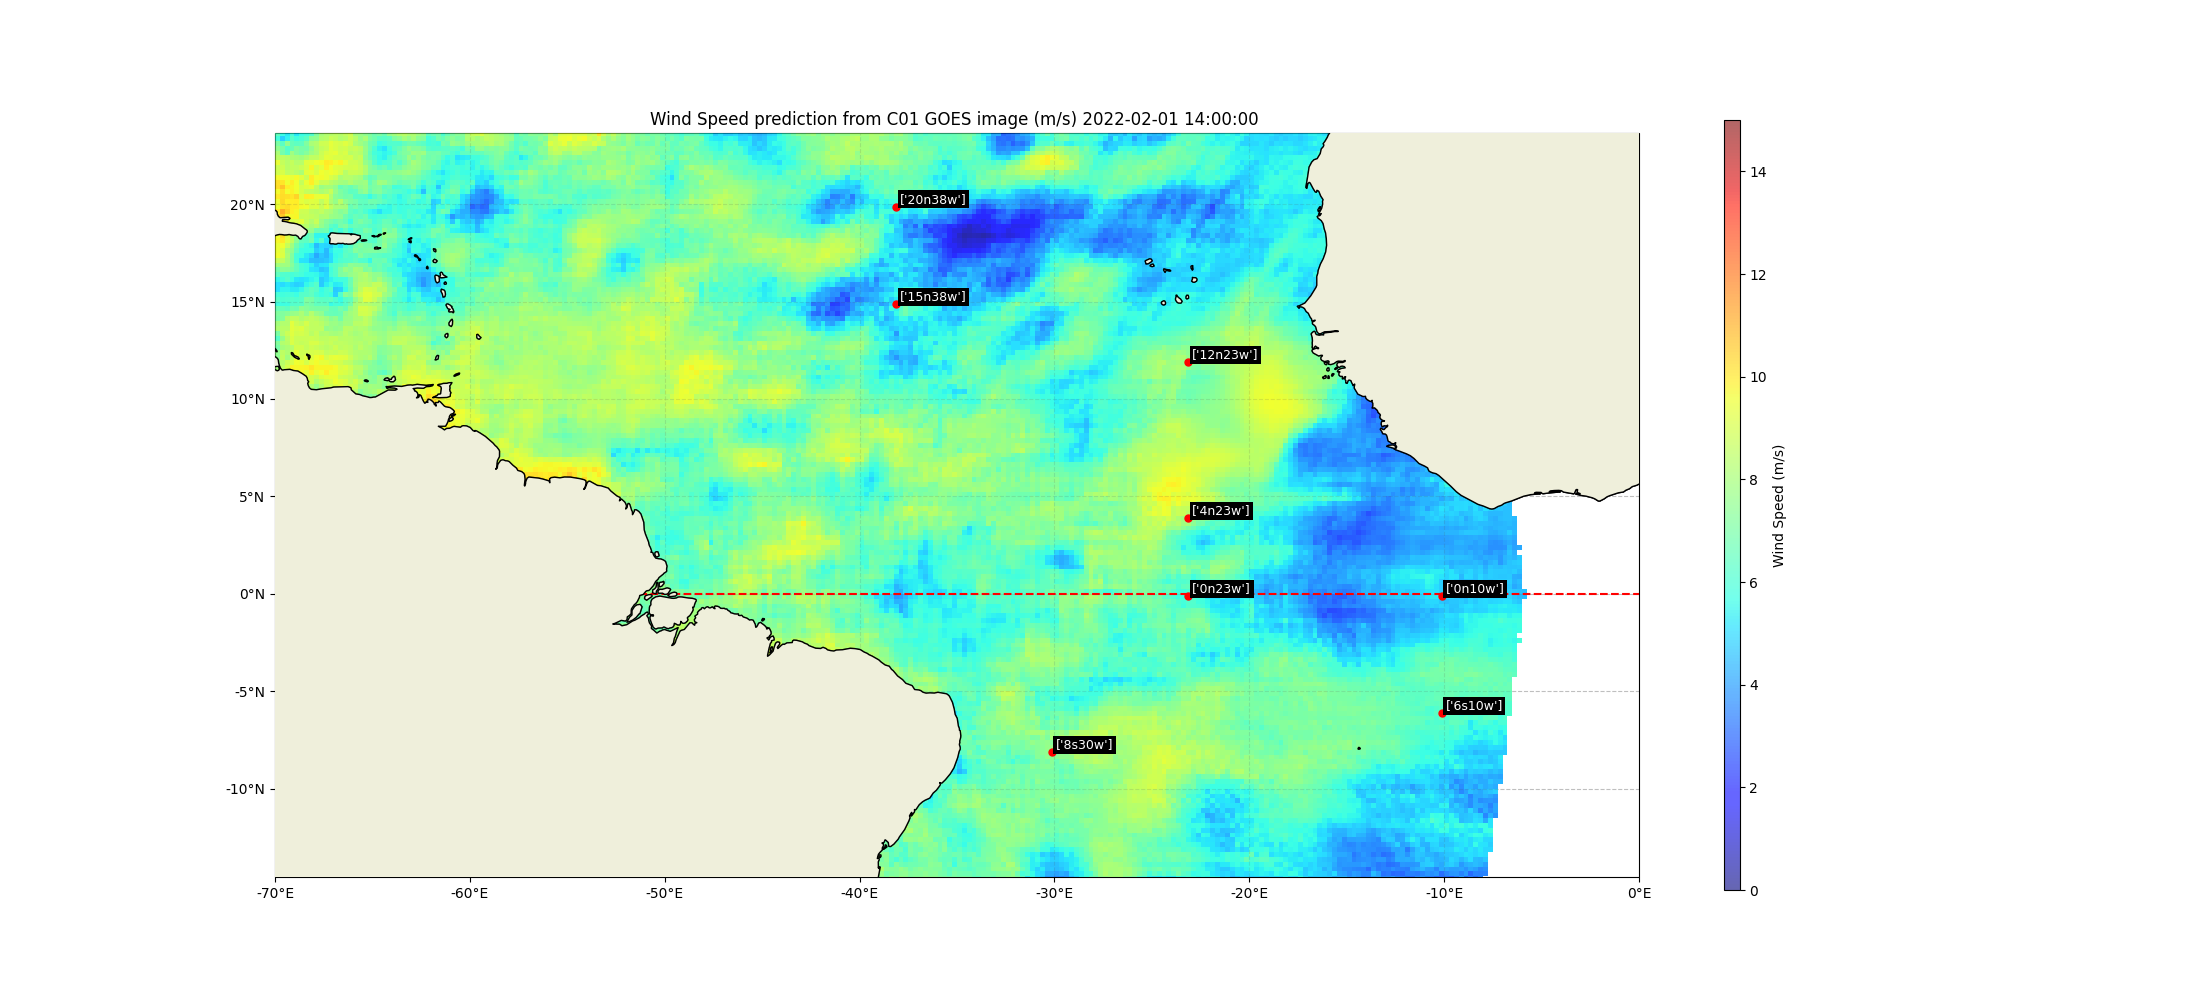 Wind Speed prediction from C01 GOES image (m/s) 2022-02-01 14:00:00
20°N
15°N
10°N
5°N
0°N
-5°N
-10°N
-70°E
-60°E
-50°E
-40°E
-30°E
-20°E
-10°E
0°E
['20n38w']
['15n38w']
['12n23w']
['4n23w']
['0n23w']
['0n10w']
['6s10w']
['8s30w']
14
12
10
8
6
4
2
0
Wind Speed (m/s)